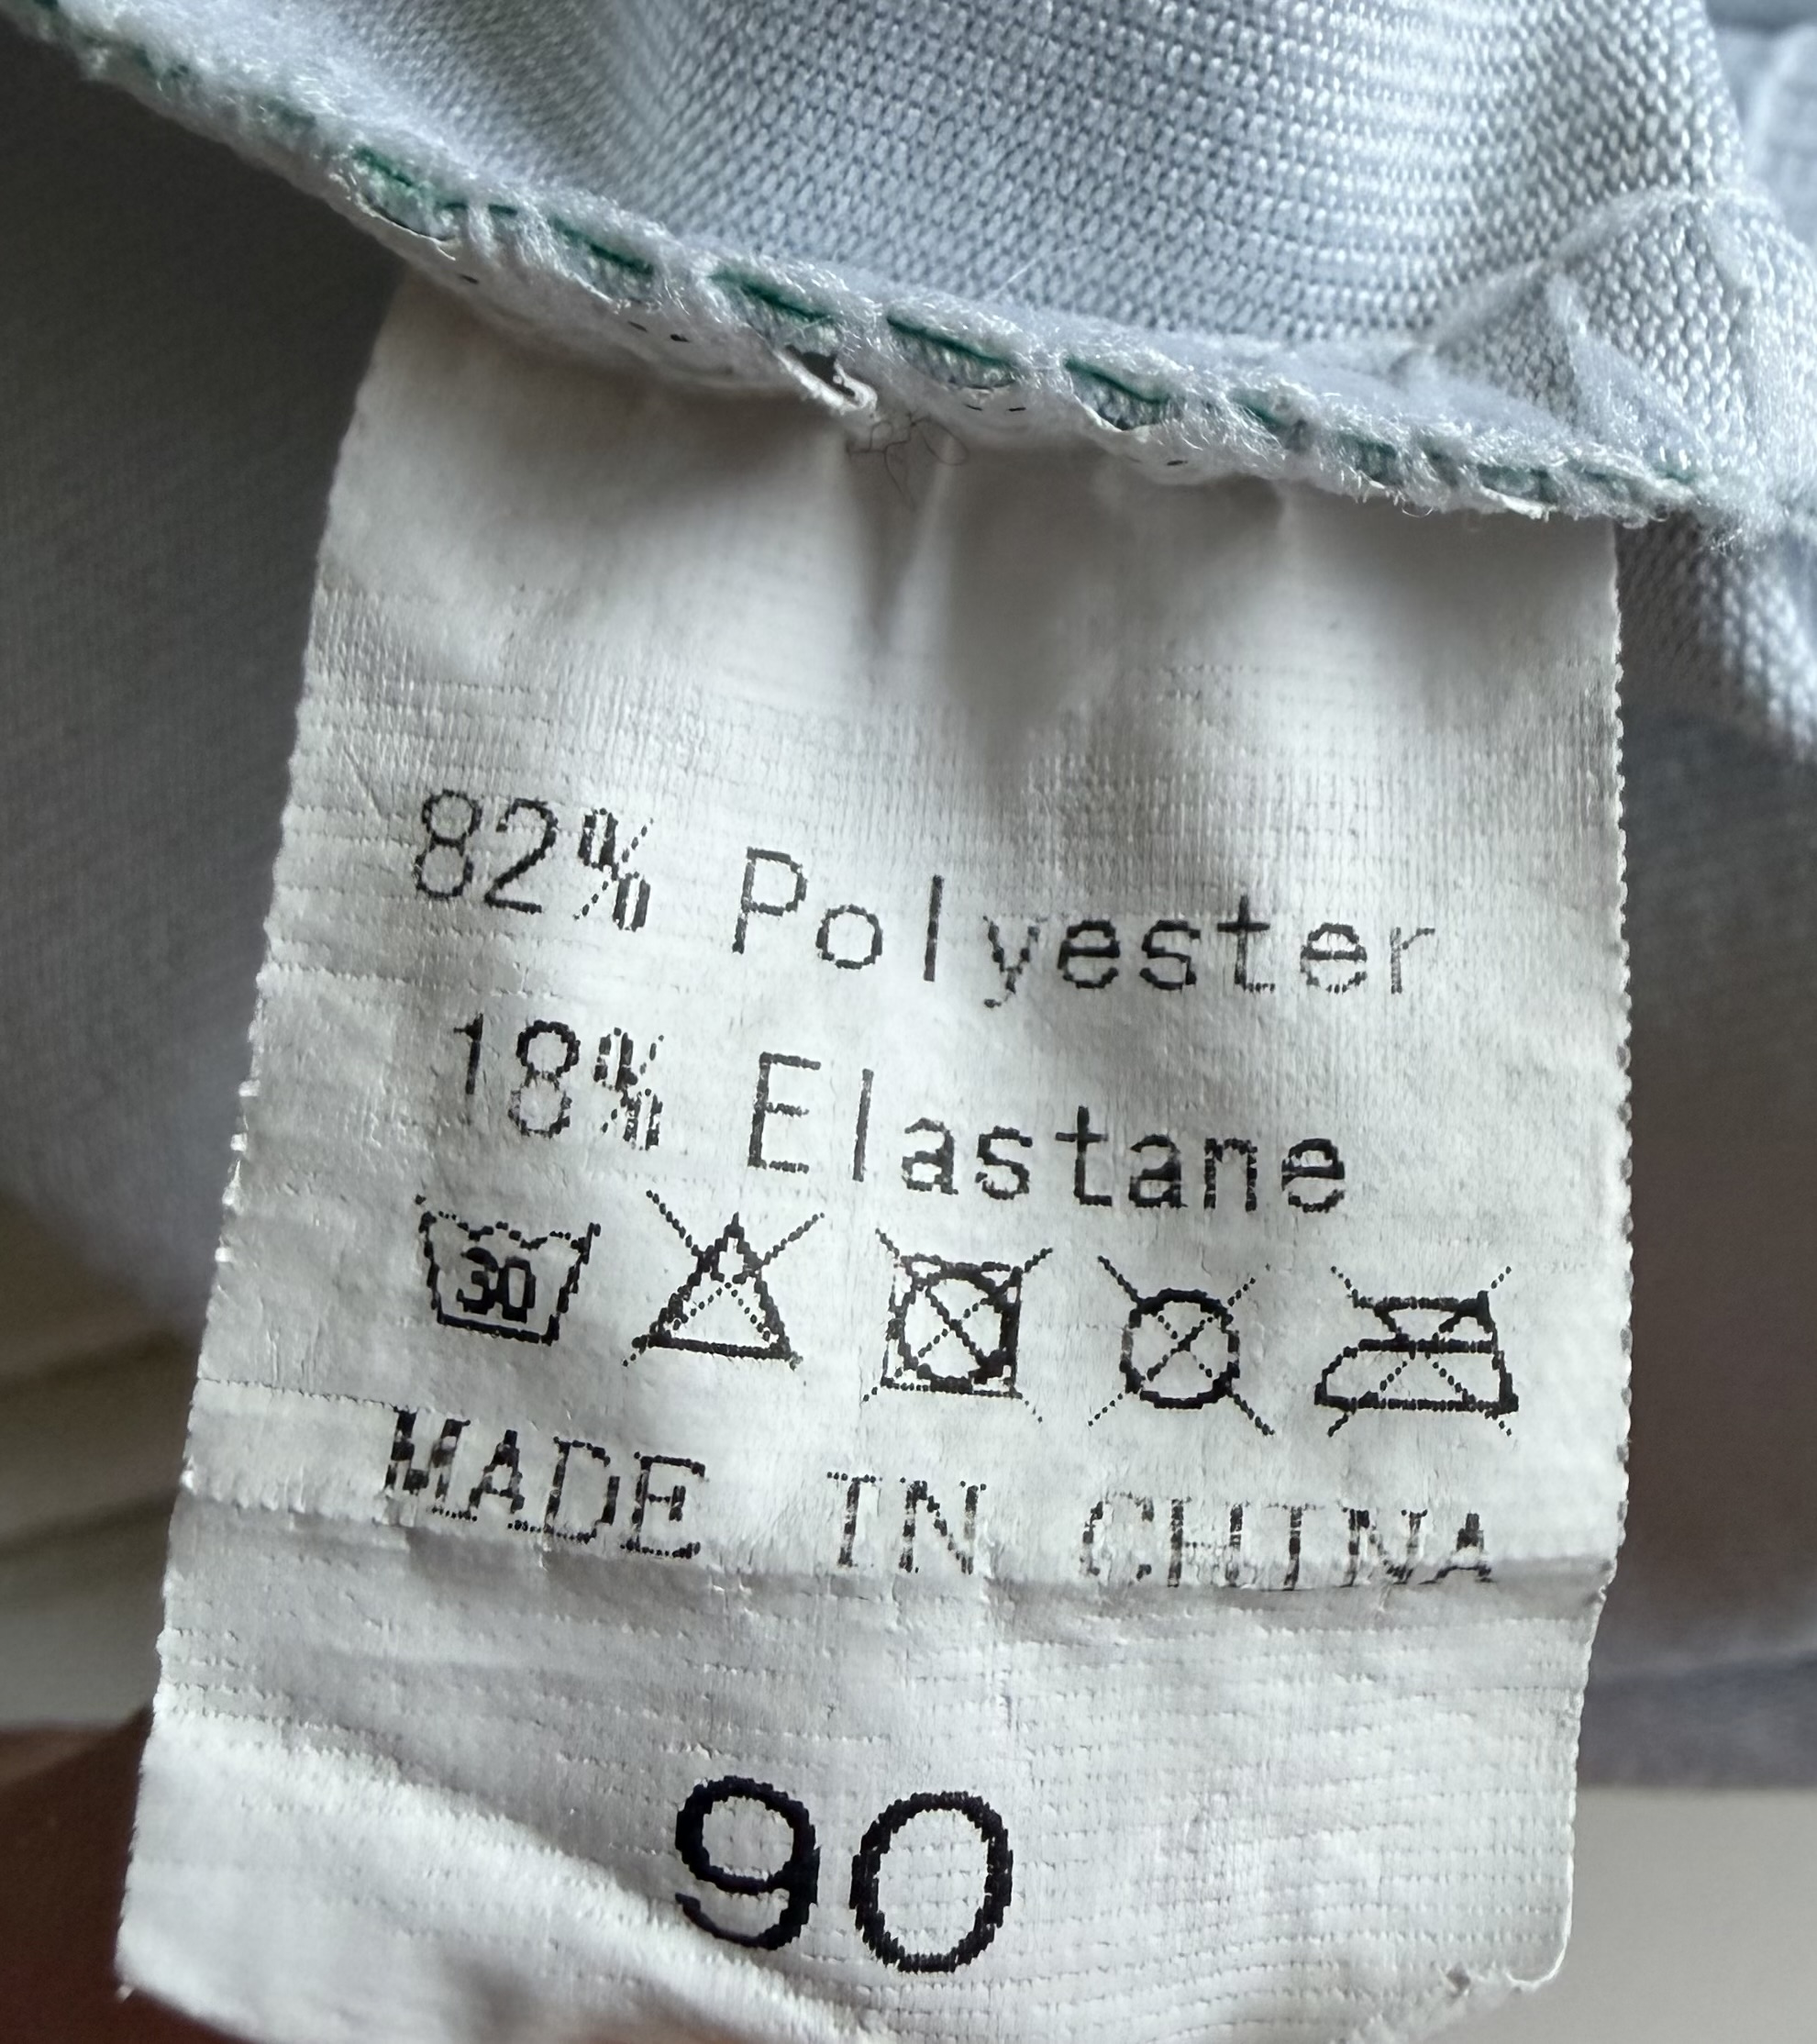 82% Polyester
18% Elastane
30
MADE IN CHINA
90